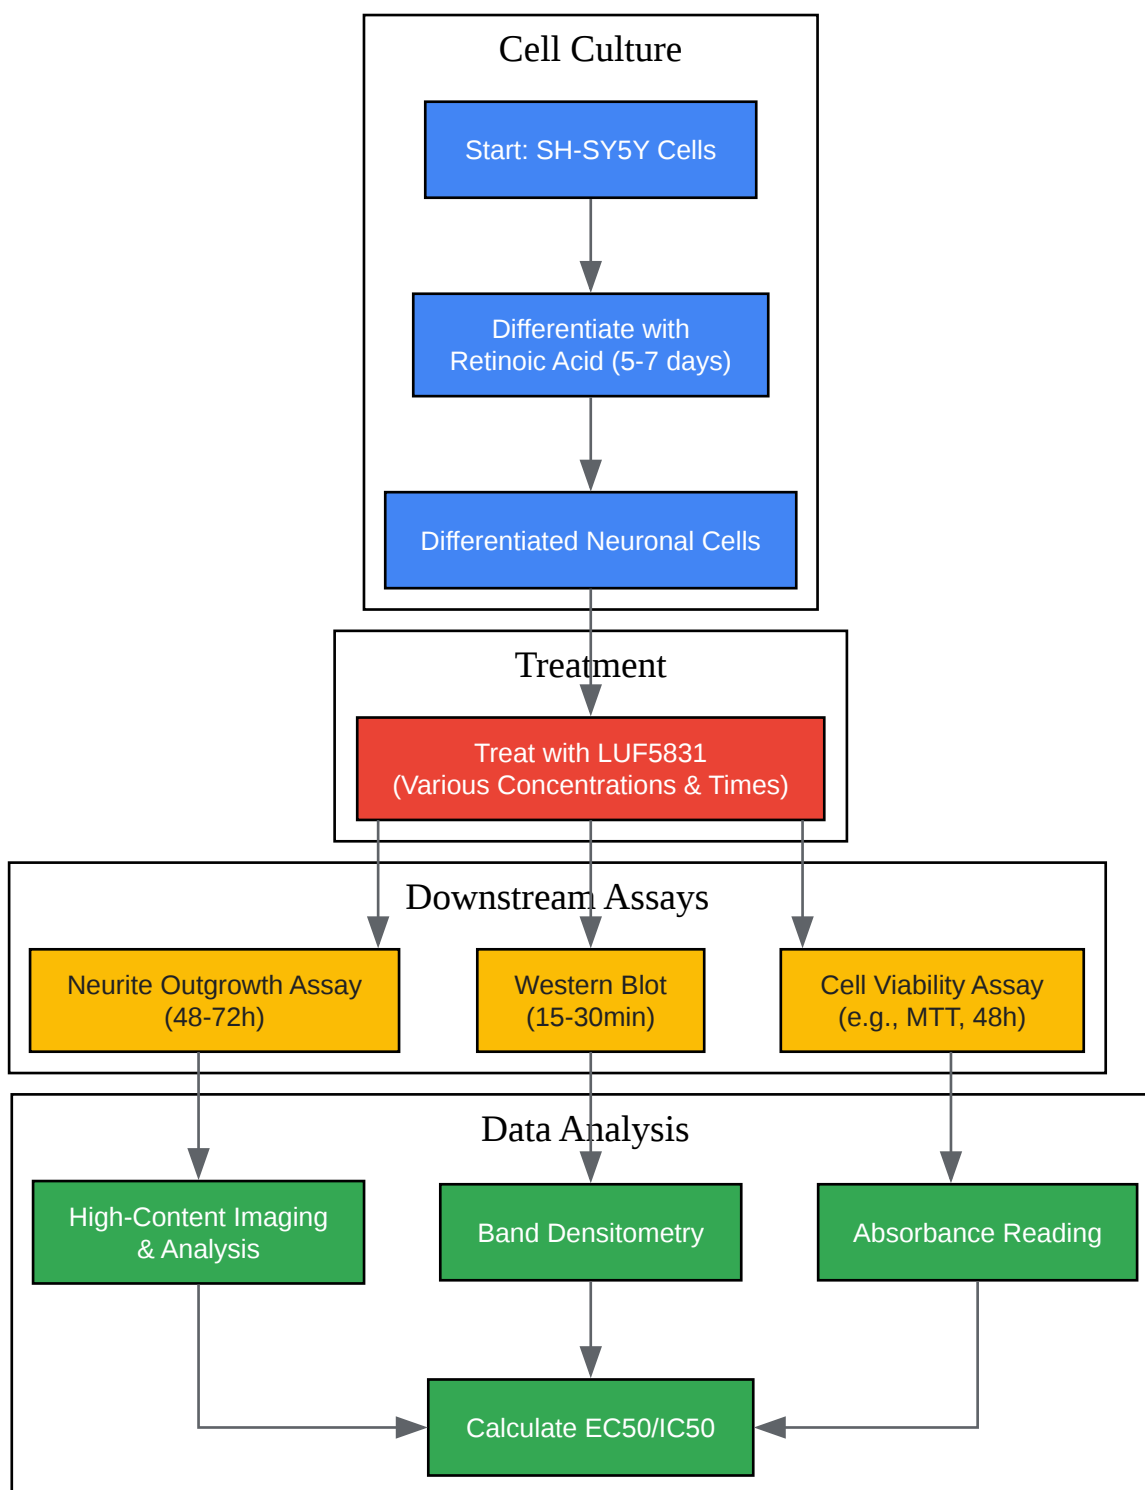 Cell Culture
Start: SH-SY5Y Cells
Differentiate with
Retinoic Acid (5-7 days)
Differentiated Neuronal Cells
Treatment
Treat with LUF5831
(Various Concentrations & Times)
Downstream Assays
Neurite Outgrowth Assay
(48-72h)
Western Blot
(15-30min)
Cell Viability Assay
(e.g., MTT, 48h)
Data Analysis
High-Content Imaging
& Analysis
Band Densitometry
Absorbance Reading
Calculate EC50/IC50